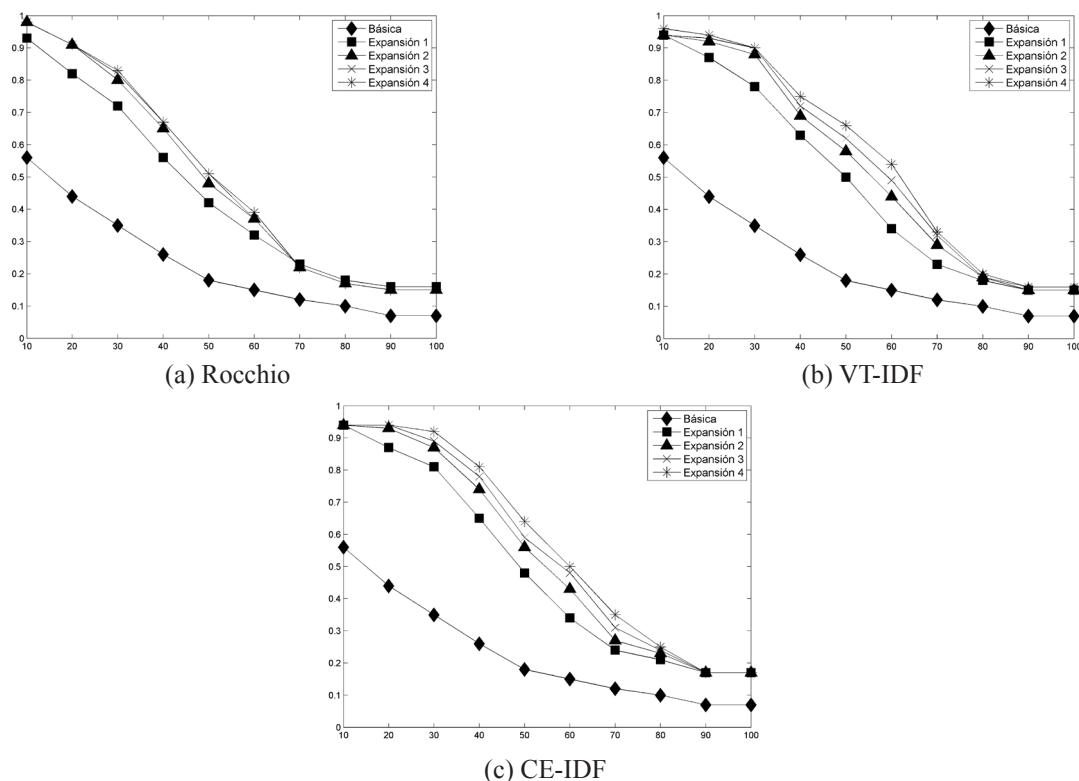 1
0.9
0.8
0.7
0.6
0.5
0.4
0.3
0.2
0.1
0
10 20 30 40 50 60 70 80 90 100
Básica
Expansión 1
Expansión 2
Expansión 3
Expansión 4
(a) Rocchio
1
0.9
0.8
0.7
0.6
0.5
0.4
0.3
0.2
0.1
0
10 20 30 40 50 60 70 80 90 100
Básica
Expansión 1
Expansión 2
Expansión 3
Expansión 4
(b) VT-IDF
1
0.9
0.8
0.7
0.6
0.5
0.4
0.3
0.2
0.1
0
10 20 30 40 50 60 70 80 90 100
Básica
Expansión 1
Expansión 2
Expansión 3
Expansión 4
(c) CE-IDF